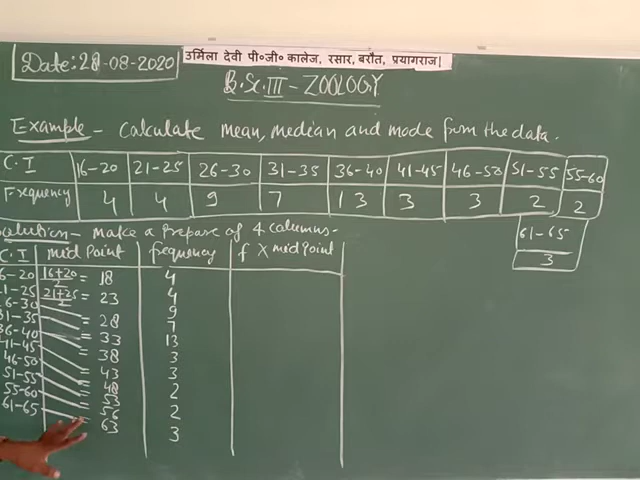 Date: 28-08-2020
उर्मिला देवी पी०जी० कालेज, रसार, बरौत, प्रयागराज।
B.Sc.III - ZOOLOGY
Example - Calculate mean, median and mode from the data.
C.I 16-20 21-25 26-30 31-35 36-40 41-45 46-50 51-55 55-60
Frequency 4 4 9 7 13 3 3 2 2
61-65
3
Solution - Make a Prepare of 4 columns-
C.I mid Point frequency f X midPoint
16-20 16+20/2 = 18 4
21-25 21+25/2 = 23 4
26-30 = 28 9
31-35 = 33 7
36-40 = 38 13
41-45 = 43 3
46-50 = 48 3
51-55 = 53 2
55-60 = 56 2
61-65 = 63 3